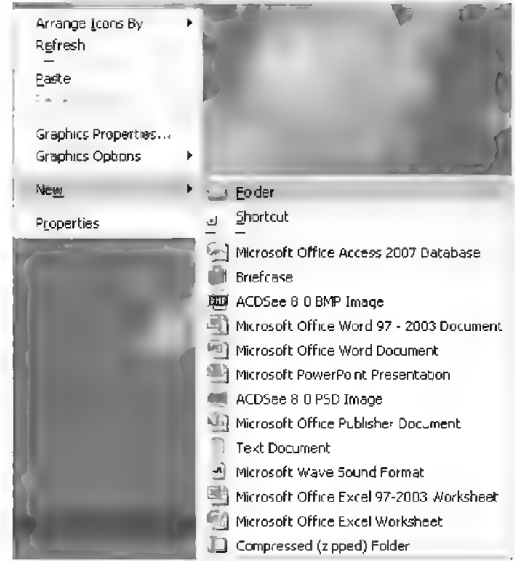 Arrange Icons By
Refresh
Paste
Graphics Properties...
Graphics Options
New
Properties
Folder
Shortcut
Microsoft Office Access 2007 Database
Briefcase
BMP
ACDSee 8 0 BMP Image
Microsoft Office Word 97 - 2003 Document
Microsoft Office Word Document
Microsoft PowerPoint Presentation
ACDSee 8 0 PSD Image
Microsoft Office Publisher Document
Text Document
Microsoft Wave Sound Format
Microsoft Office Excel 97-2003 Worksheet
Microsoft Office Excel Worksheet
Compressed (zipped) Folder